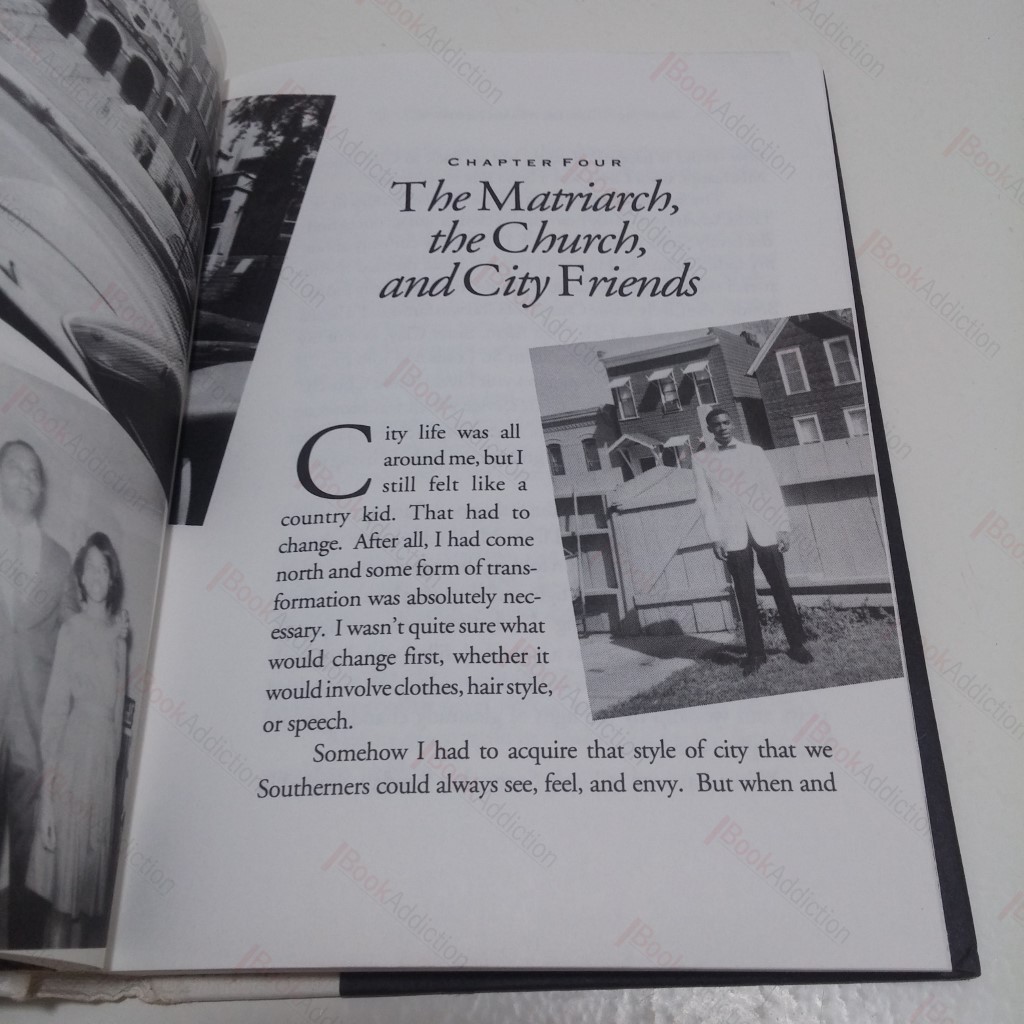 CHAPTER FOUR
The Matriarch,
the Church,
and City Friends
City life was all
around me, but I
still felt like a
country kid. That had to
change. After all, I had come
north and some form of trans-
formation was absolutely nec-
essary. I wasn't quite sure what
would change first, whether it
would involve clothes, hair style,
or speech.
Somehow I had to acquire that style of city that we
Southerners could always see, feel, and envy. But when and
BookAddiction